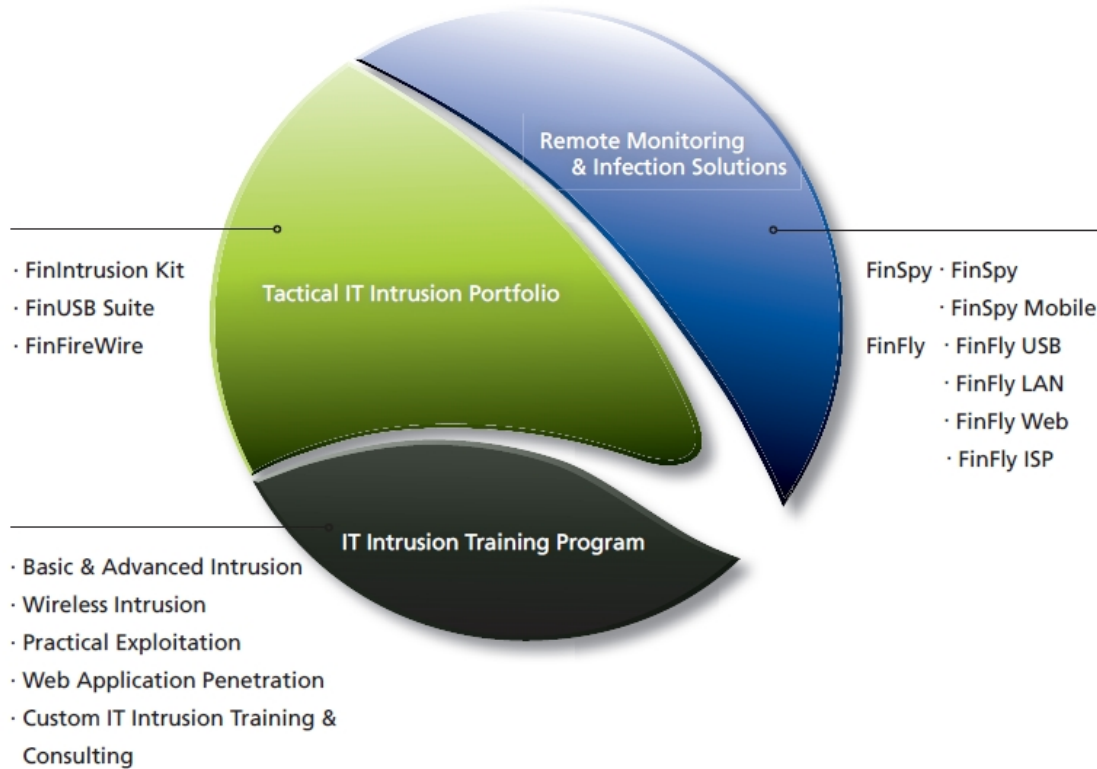 Remote Monitoring
& Infection Solutions
· FinIntrusion Kit
· FinUSB Suite
· FinFireWire
Tactical IT Intrusion Portfolio
FinSpy · FinSpy
· FinSpy Mobile
FinFly · FinFly USB
· FinFly LAN
· FinFly Web
· FinFly ISP
IT Intrusion Training Program
· Basic & Advanced Intrusion
· Wireless Intrusion
· Practical Exploitation
· Web Application Penetration
· Custom IT Intrusion Training &
Consulting